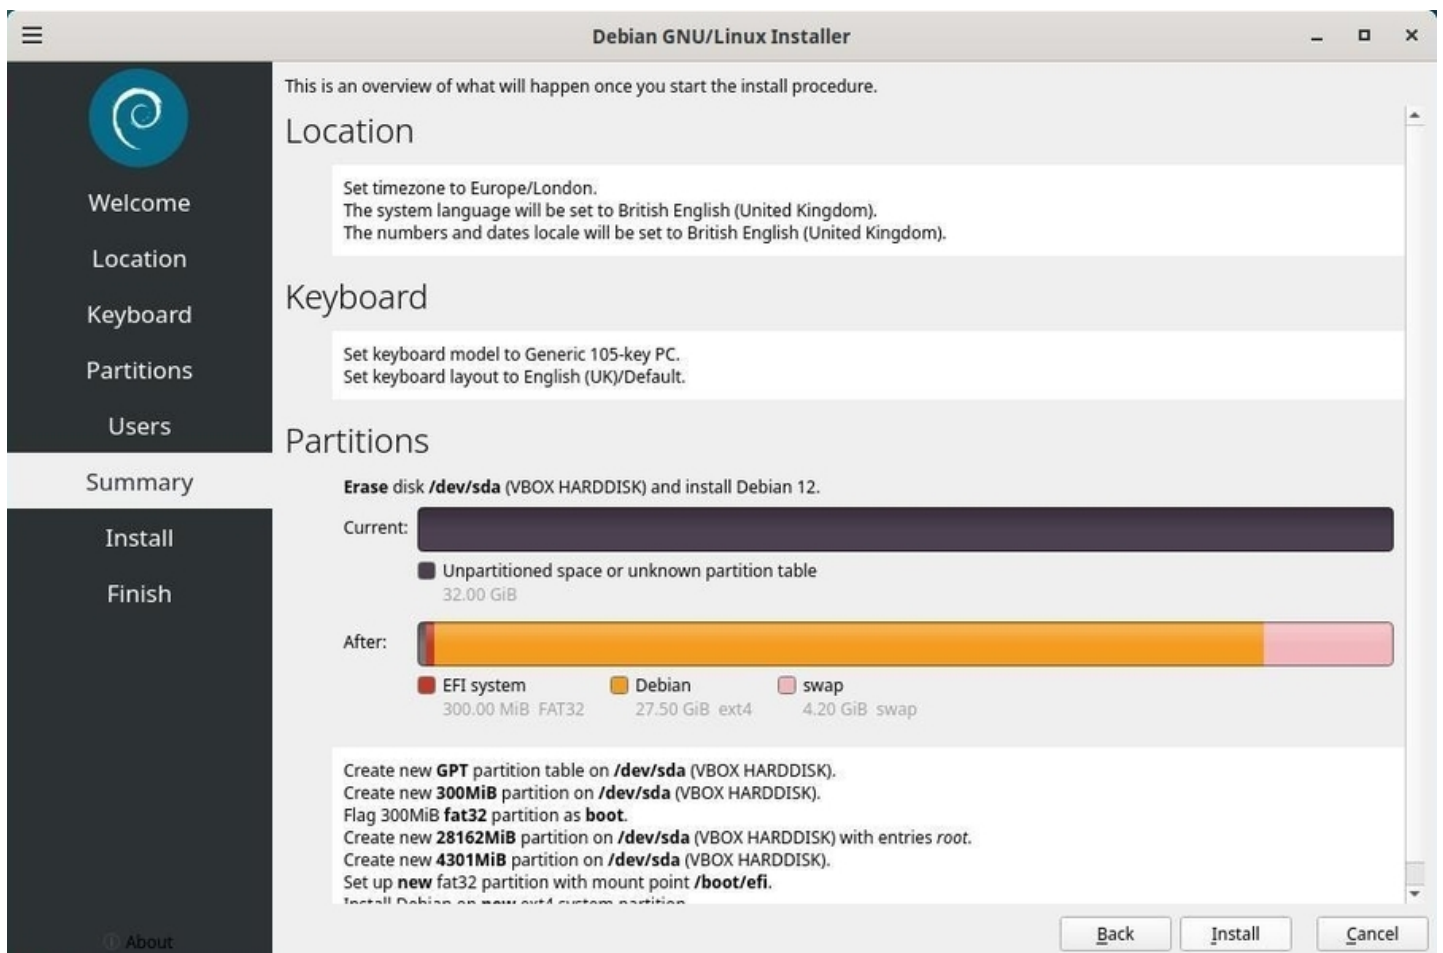 Debian GNU/Linux Installer
This is an overview of what will happen once you start the install procedure.
Welcome
Location
Keyboard
Partitions
Users
Summary
Install
Finish
About
Location
Set timezone to Europe/London.
The system language will be set to British English (United Kingdom).
The numbers and dates locale will be set to British English (United Kingdom).
Keyboard
Set keyboard model to Generic 105-key PC.
Set keyboard layout to English (UK)/Default.
Partitions
Erase disk /dev/sda (VBOX HARDDISK) and install Debian 12.
Current:
Unpartitioned space or unknown partition table
32.00 GiB
After:
EFI system Debian swap
300.00 MiB FAT32 27.50 GiB ext4 4.20 GiB swap
Create new GPT partition table on /dev/sda (VBOX HARDDISK).
Create new 300MiB partition on /dev/sda (VBOX HARDDISK).
Flag 300MiB fat32 partition as boot.
Create new 28162MiB partition on /dev/sda (VBOX HARDDISK) with entries root.
Create new 4301MiB partition on /dev/sda (VBOX HARDDISK).
Set up new fat32 partition with mount point /boot/efi.
Install Debian on new ext4 system partition
Back Install Cancel